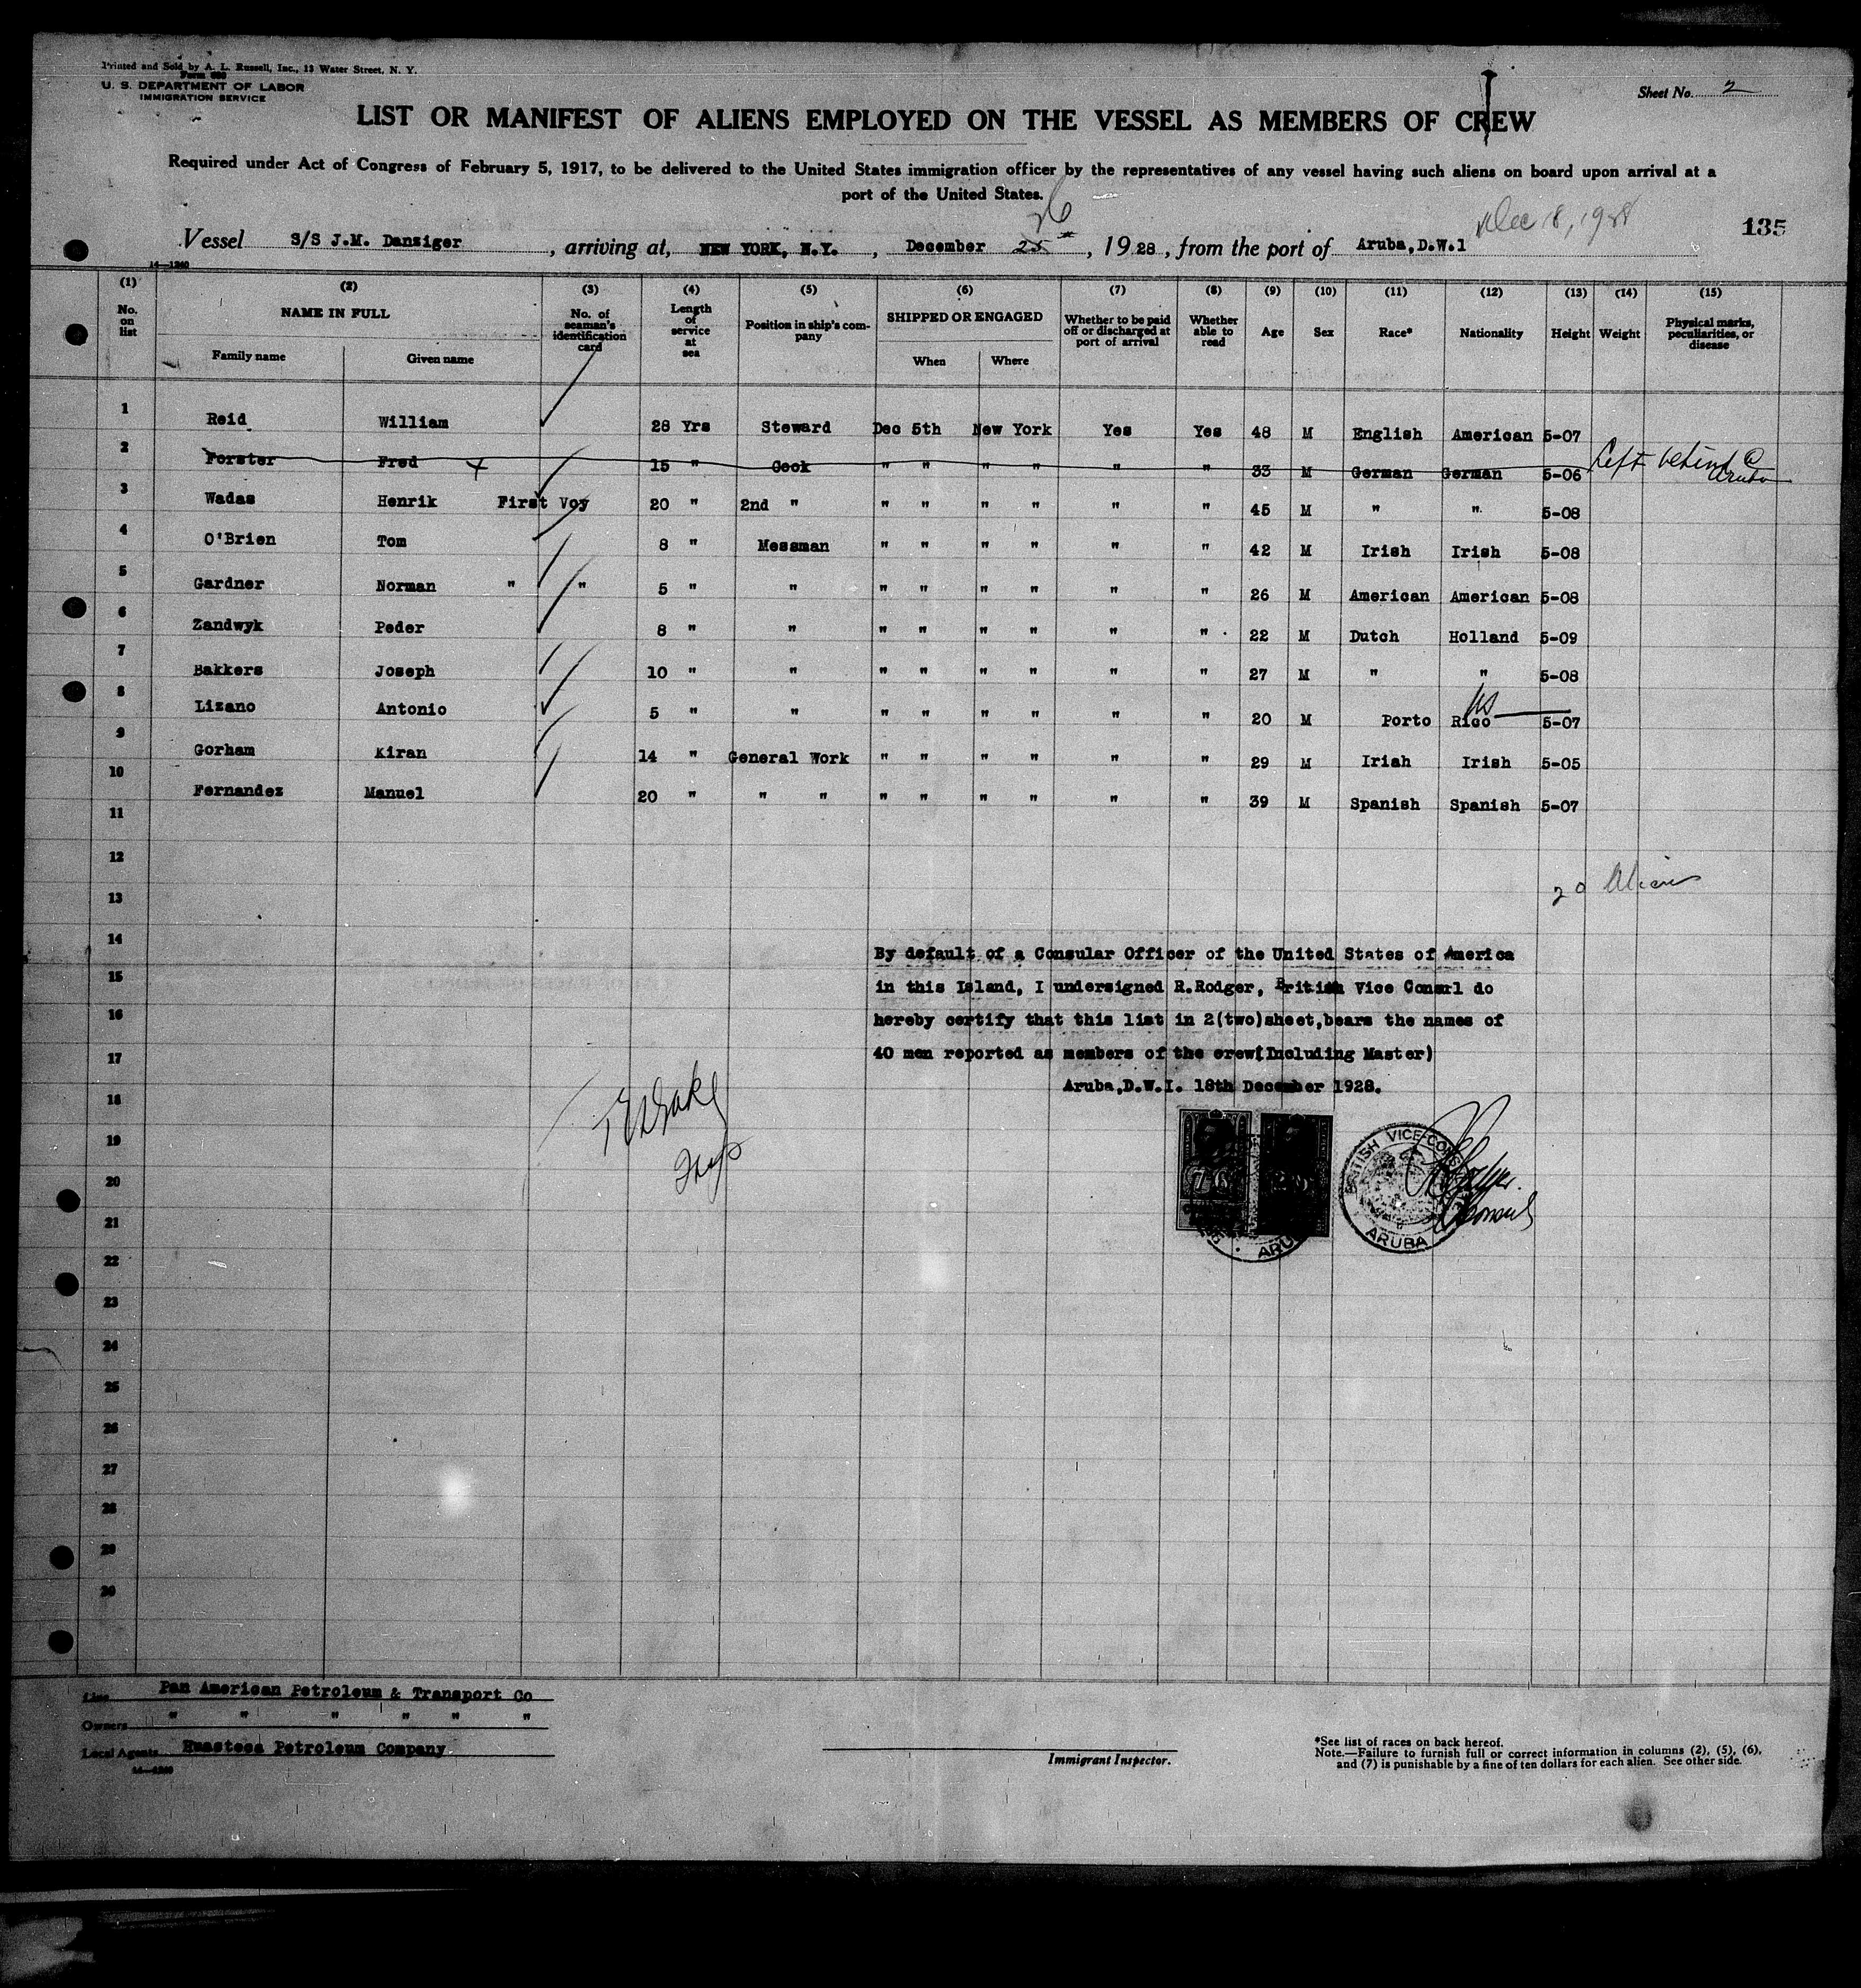 Printed and Sold by A. L. Russell, Inc., 13 Water Street, N. Y.
Form 680
U. S. DEPARTMENT OF LABOR
IMMIGRATION SERVICE
Sheet No. 2
LIST OR MANIFEST OF ALIENS EMPLOYED ON THE VESSEL AS MEMBERS OF CREW
Required under Act of Congress of February 5, 1917, to be delivered to the United States immigration officer by the representatives of any vessel having such aliens on board upon arrival at a
port of the United States.
26
Dec 18, 1928
135
Vessel S/S J.M. Danziger, arriving at, NEW YORK, N.Y., December 25, 1928, from the port of Aruba,D.W.1
14—1240
(1) (2) (3) (4) (5) (6) (7) (8) (9) (10) (11) (12) (13) (14) (15)
No. on list NAME IN FULL No. of seaman's identification card Length of service at sea Position in ship's company SHIPPED OR ENGAGED Whether to be paid off or discharged at port of arrival Whether able to read Age Sex Race* Nationality Height Weight Physical marks, peculiarities, or disease
Family name Given name When Where
1 Reid William 28 Yrs Steward Dec 5th New York Yes Yes 48 M English American 5-07
2 Forster Fred 15 " Cook " " " " " " 33 M German German 5-06 Left behind @ Aruba
3 Wadas Henrik First Voy 20 " 2nd " " " " " " " 45 M " " 5-08
4 O'Brien Tom 8 " Messman " " " " " " 42 M Irish Irish 5-08
5 Gardner Norman " " 5 " " " " " " " " 26 M American American 5-08
6 Zandwyk Peder 8 " " " " " " " " 22 M Dutch Holland 5-09
7 Bakkers Joseph 10 " " " " " " " " 27 M " " 5-08
8 Lizano Antonio 5 " " " " " " " " 20 M Porto Rico US 5-07
9 Gorham Kiran 14 " General Work " " " " " " 29 M Irish Irish 5-05
10 Fernandez Manuel 20 " " " " " " " " " 39 M Spanish Spanish 5-07
11
12
20 Aliens
13
14
By default of a Consular Officer of the United States of America
15
in this Island, I undersigned R.Rodger, British Vice Consul do
16
hereby certify that this list in 2(two)sheet,bears the names of
17
40 men reported as members of the crew(Including Master)
Aruba,D.W.I. 18th December 1928.
18
19
20
21
22
23
24
25
26
27
28
29
30
BRITISH VICE-CONS
ARUBA
ARU
Line Pan American Petroleum & Transport Co
Owners " " " " " "
Local Agents Huasteca Petroleum Company
14—1240
Immigrant Inspector.
*See list of races on back hereof.
Note.—Failure to furnish full or correct information in columns (2), (5), (6),
and (7) is punishable by a fine of ten dollars for each alien. See other side.